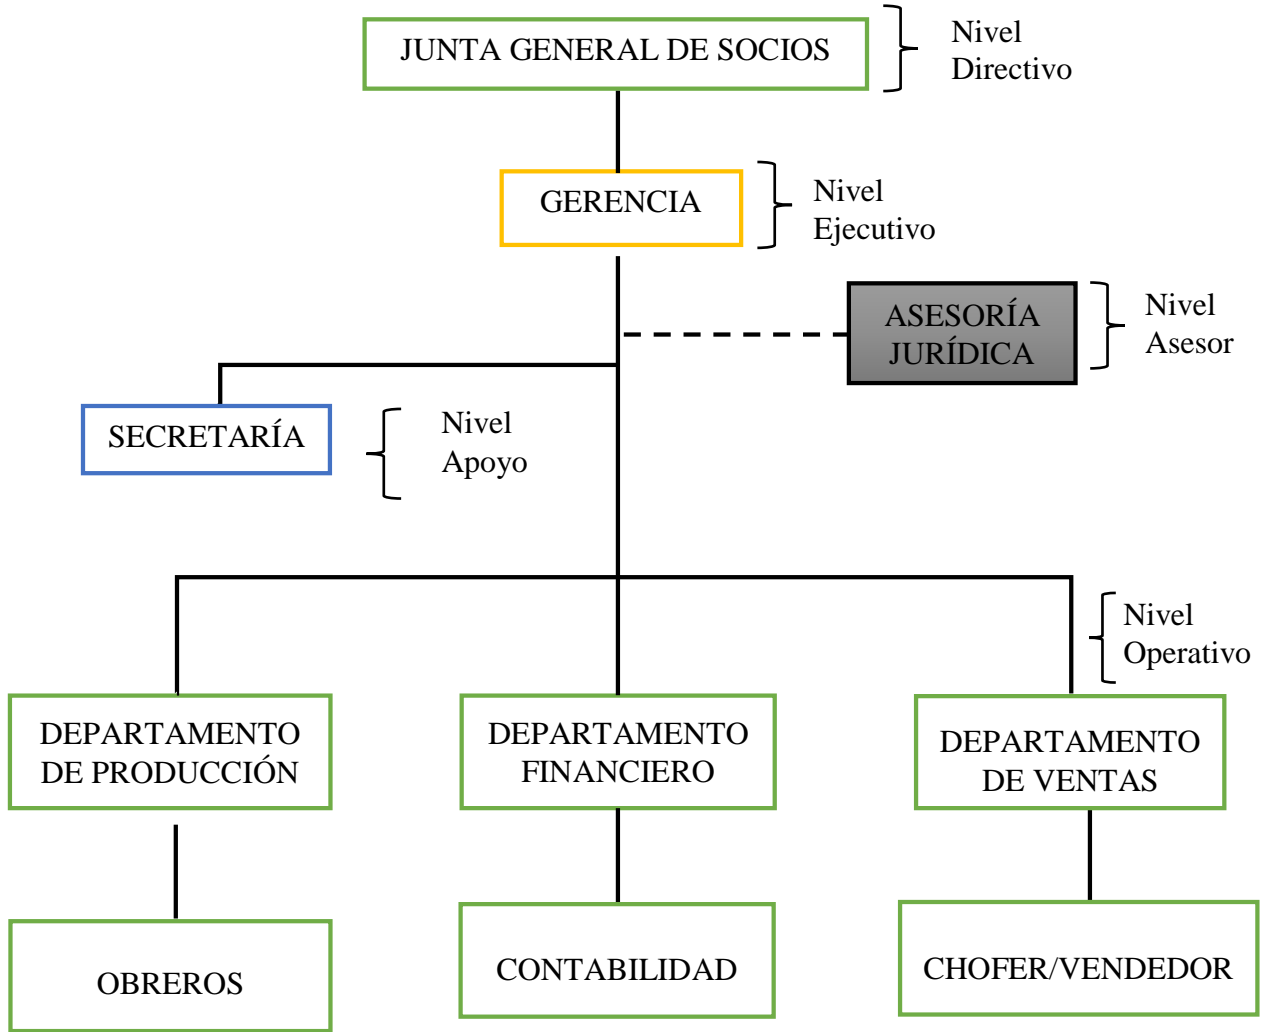 JUNTA GENERAL DE SOCIOS
Nivel
Directivo
GERENCIA
Nivel
Ejecutivo
ASESORÍA
JURÍDICA
Nivel
Asesor
SECRETARÍA
Nivel
Apoyo
Nivel
Operativo
DEPARTAMENTO
DE PRODUCCIÓN
DEPARTAMENTO
FINANCIERO
DEPARTAMENTO
DE VENTAS
OBREROS
CONTABILIDAD
CHOFER/VENDEDOR